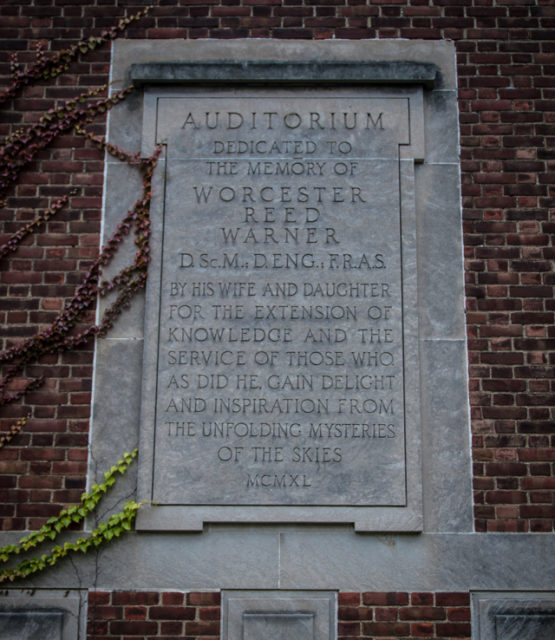 AUDITORIUM
DEDICATED TO
THE MEMORY OF
WORCESTER
REED
WARNER
D.Sc.M.; D.ENG.; F.R.A.S.
BY HIS WIFE AND DAUGHTER
FOR THE EXTENSION OF
KNOWLEDGE AND THE
SERVICE OF THOSE WHO,
AS DID HE, GAIN DELIGHT
AND INSPIRATION FROM
THE UNFOLDING MYSTERIES
OF THE SKIES
MCMXL